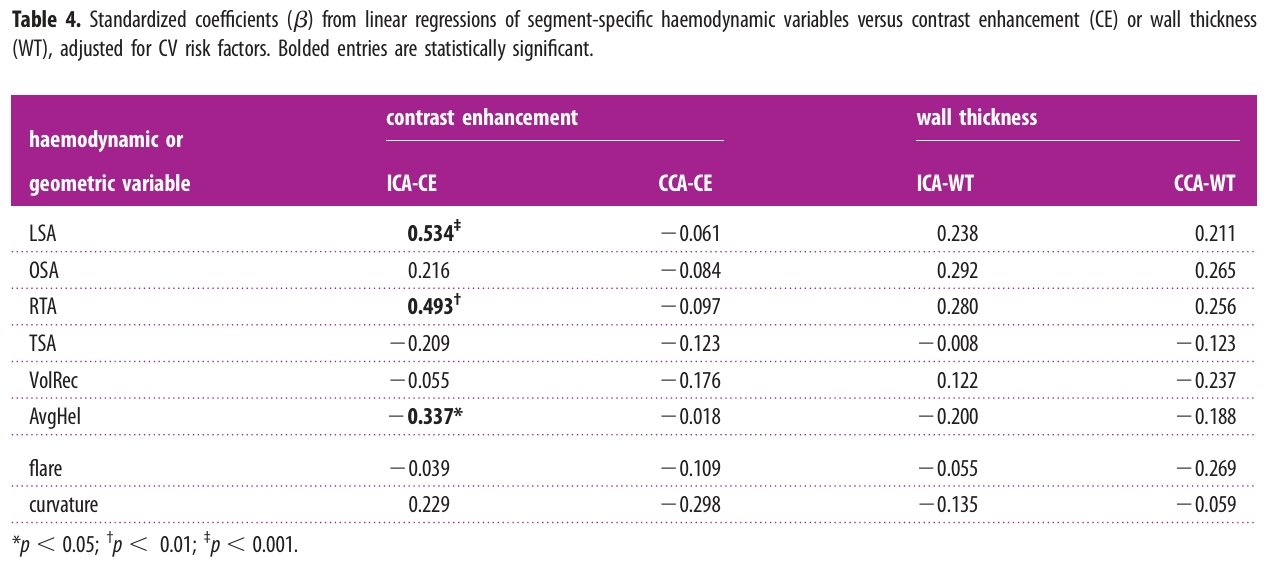 Table 4. Standardized coefficients (β) from linear regressions of segment-specific haemodynamic variables versus contrast enhancement (CE) or wall thickness
(WT), adjusted for CV risk factors. Bolded entries are statistically significant.
haemodynamic or geometric variable contrast enhancement wall thickness
ICA-CE CCA-CE ICA-WT CCA-WT
LSA 0.534‡ −0.061 0.238 0.211
OSA 0.216 −0.084 0.292 0.265
RTA 0.493† −0.097 0.280 0.256
TSA −0.209 −0.123 −0.008 −0.123
VolRec −0.055 −0.176 0.122 −0.237
AvgHel −0.337* −0.018 −0.200 −0.188
flare −0.039 −0.109 −0.055 −0.269
curvature 0.229 −0.298 −0.135 −0.059
*p < 0.05; †p < 0.01; ‡p < 0.001.